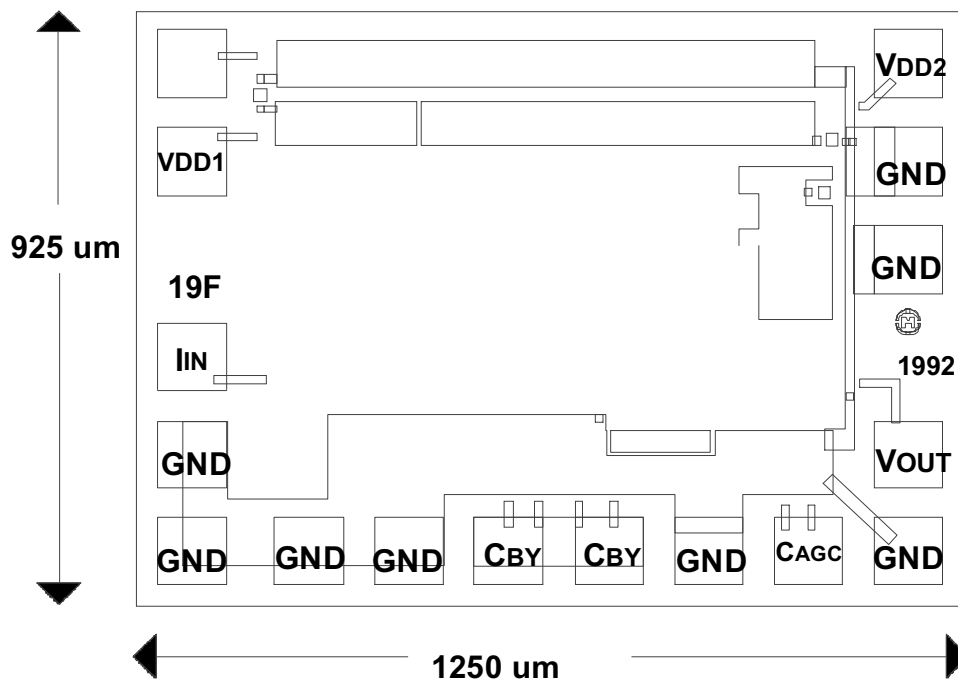 VDD2
VDD1
GND
925 um
GND
19F
IIN
1992
GND
VOUT
GND
GND
GND
CBY
CBY
GND
CAGC
GND
1250 um